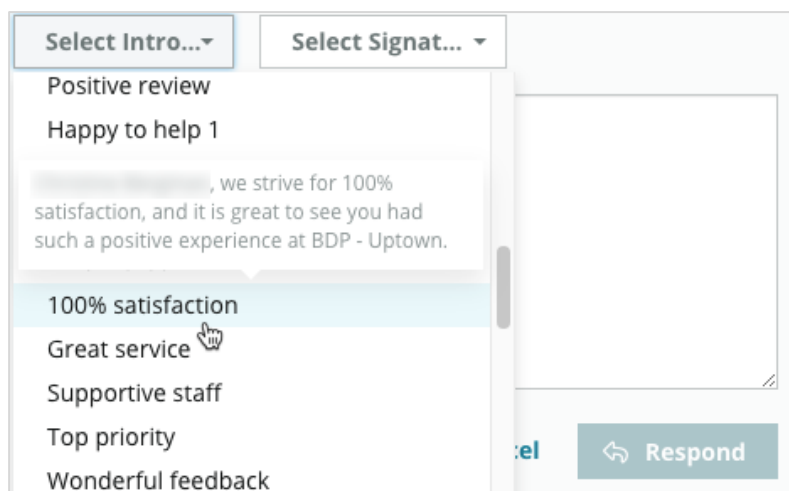 Select Intro...
Select Signat...
Positive review
Happy to help 1
, we strive for 100%
satisfaction, and it is great to see you had
such a positive experience at BDP - Uptown.
100% satisfaction
Great service
Supportive staff
Top priority
Wonderful feedback
Respond